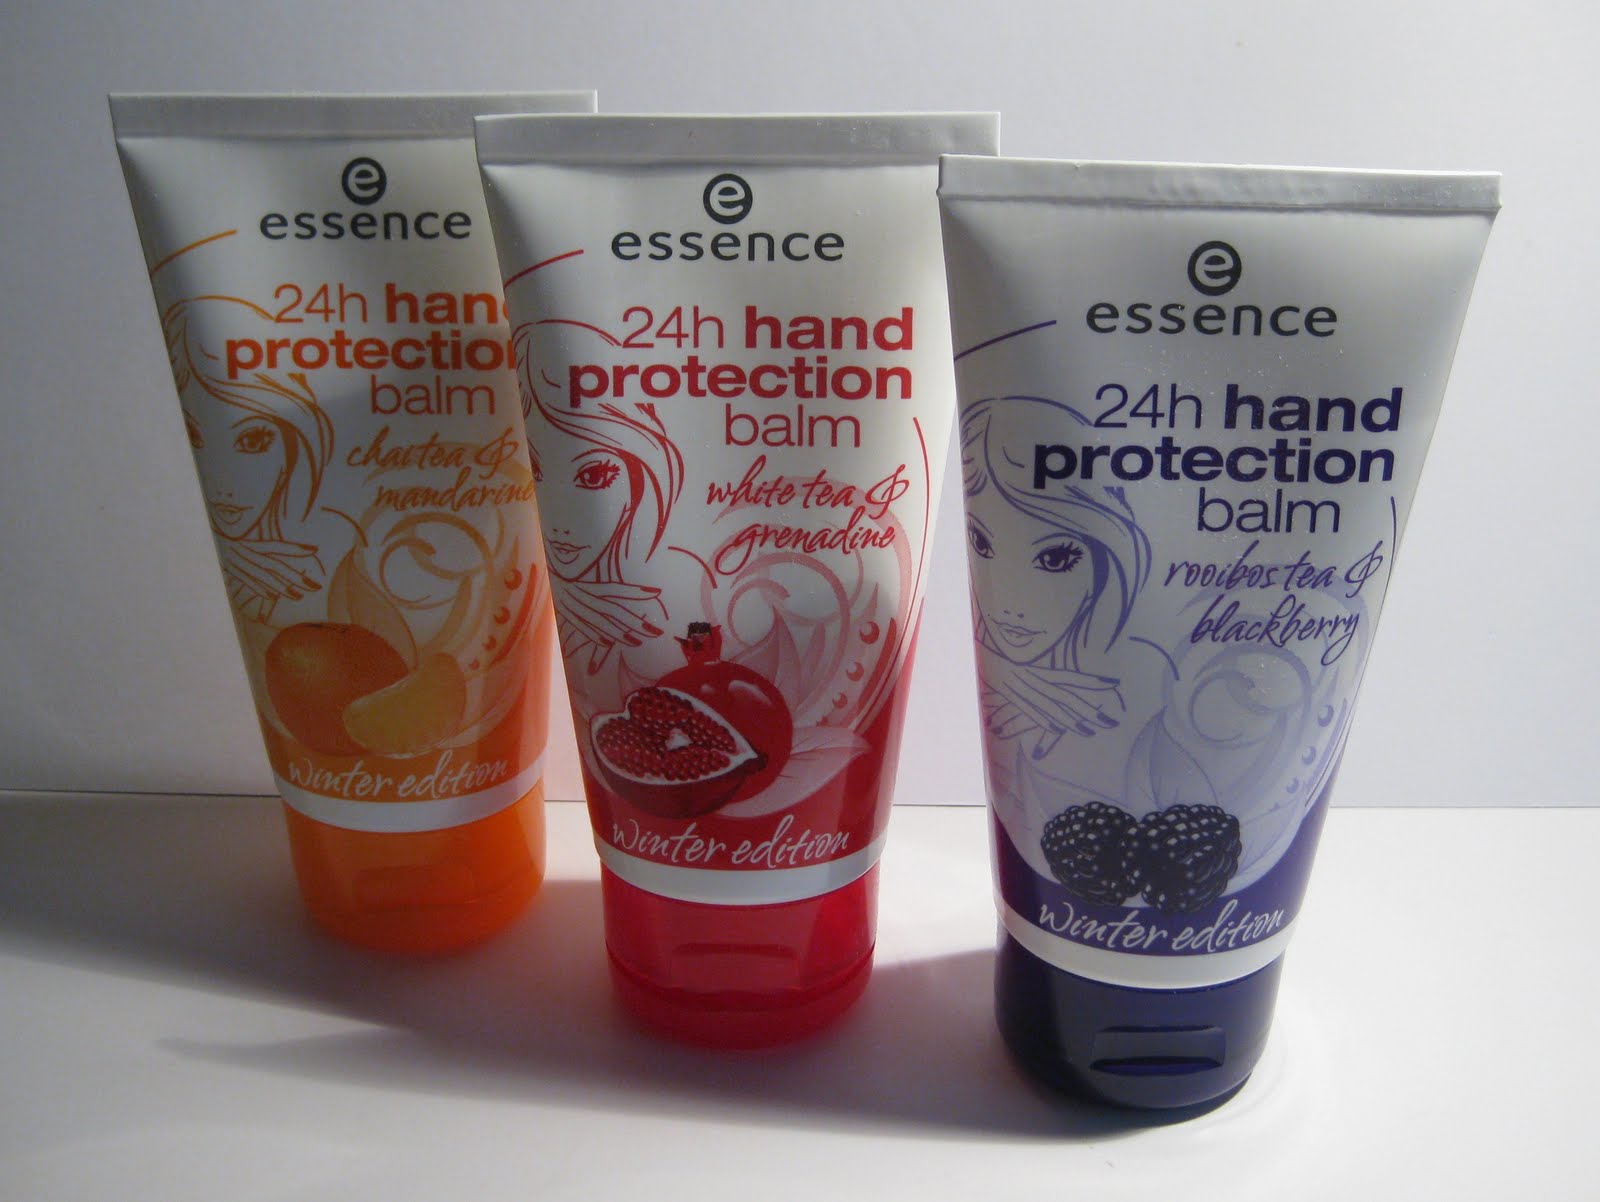 e
essence
24h hand
protection
balm
chai tea &
mandarine
winter edition
e
essence
24h hand
protection
balm
white tea &
grenadine
winter edition
e
essence
24h hand
protection
balm
rooibos tea &
blackberry
winter edition